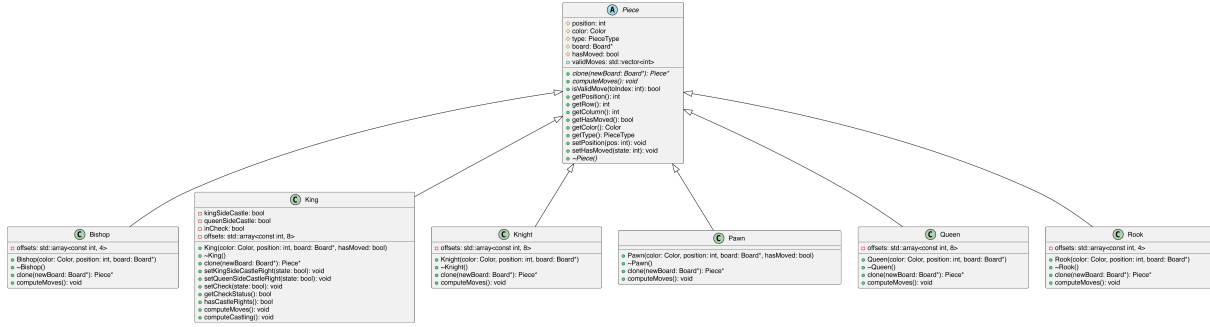 A Piece
position: int
color: Color
type: PieceType
board: Board*
hasMoved: bool
validMoves: std::vector<int>
clone(newBoard: Board*): Piece*
computeMoves(): void
isValidMove(toIndex: int): bool
getPosition(): int
getRow(): int
getColumn(): int
getHasMoved(): bool
getColor(): Color
getType(): PieceType
setPosition(pos: int): void
setHasMoved(state: int): void
~Piece()
C Bishop
offsets: std::array<const int, 4>
Bishop(color: Color, position: int, board: Board*)
~Bishop()
clone(newBoard: Board*): Piece*
computeMoves(): void
C King
kingSideCastle: bool
queenSideCastle: bool
inCheck: bool
offsets: std::array<const int, 8>
King(color: Color, position: int, board: Board*, hasMoved: bool)
~King()
clone(newBoard: Board*): Piece*
setKingSideCastleRight(state: bool): void
setQueenSideCastleRight(state: bool): void
setCheck(state: bool): void
getCheckStatus(): bool
hasCastleRights(): bool
computeMoves(): void
computeCastling(): void
C Knight
offsets: std::array<const int, 8>
Knight(color: Color, position: int, board: Board*)
~Knight()
clone(newBoard: Board*): Piece*
computeMoves(): void
C Pawn
Pawn(color: Color, position: int, board: Board*, hasMoved: bool)
~Pawn()
clone(newBoard: Board*): Piece*
computeMoves(): void
C Queen
offsets: std::array<const int, 8>
Queen(color: Color, position: int, board: Board*)
~Queen()
clone(newBoard: Board*): Piece*
computeMoves(): void
C Rook
offsets: std::array<const int, 4>
Rook(color: Color, position: int, board: Board*)
~Rook()
clone(newBoard: Board*): Piece*
computeMoves(): void